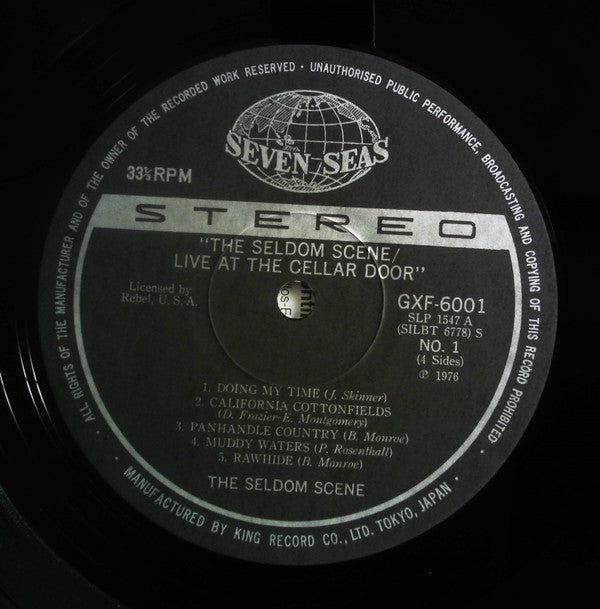 • ALL RIGHTS OF THE MANUFACTURER AND OF THE OWNER OF THE RECORDED WORK RESERVED • UNAUTHORISED PUBLIC PERFORMANCE, BROADCASTING AND COPYING OF THIS RECORD PROHIBITED •
SEVEN SEAS
33⅓ RPM
STEREO
"THE SELDOM SCENE/
LIVE AT THE CELLAR DOOR"
Licensed by
Rebel, U.S.A.
GXF-6001
SLP 1547 A
(SILBT 6778) S
NO. 1
(4 Sides)
℗ 1976
1. DOING MY TIME (J. Skinner)
2. CALIFORNIA COTTONFIELDS
(D. Frazier-E. Montgomery)
3. PANHANDLE COUNTRY (B. Monroe)
4. MUDDY WATERS (P. Rosenthall)
5. RAWHIDE (B. Monroe)
THE SELDOM SCENE
MANUFACTURED BY KING RECORD CO., LTD. TOKYO, JAPAN •